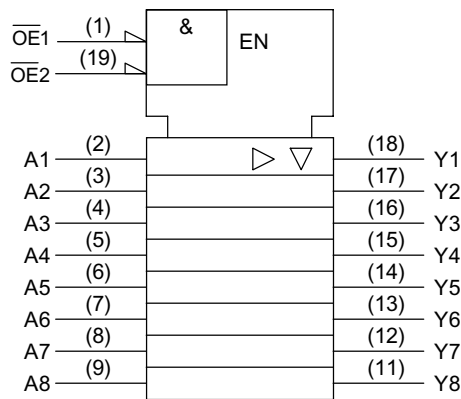 OE1 (1) & EN
OE2 (19)
A1 (2) (18) Y1
A2 (3) (17) Y2
A3 (4) (16) Y3
A4 (5) (15) Y4
A5 (6) (14) Y5
A6 (7) (13) Y6
A7 (8) (12) Y7
A8 (9) (11) Y8